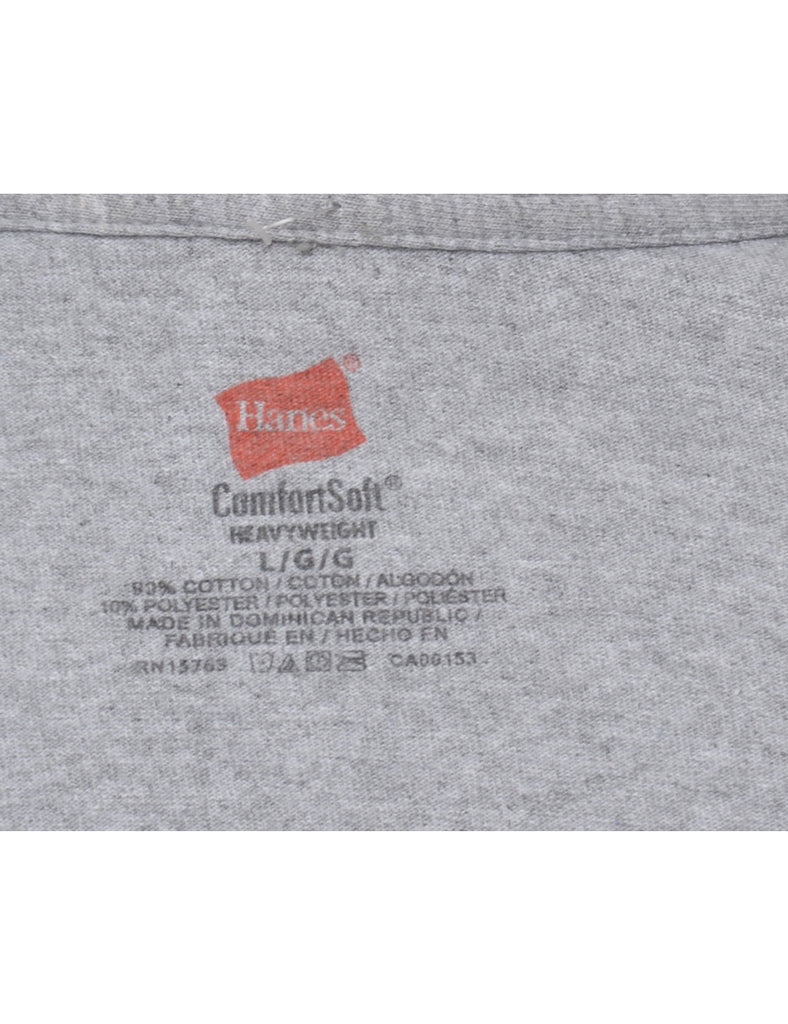 Hanes®
ComfortSoft®
HEAVYWEIGHT
L/G/G
90% COTTON / COTON / ALGODÓN
10% POLYESTER / POLYESTER / POLIÉSTER
MADE IN DOMINICAN REPUBLIC /
FABRIQUÉ EN / HECHO EN
RN15763 CA00153